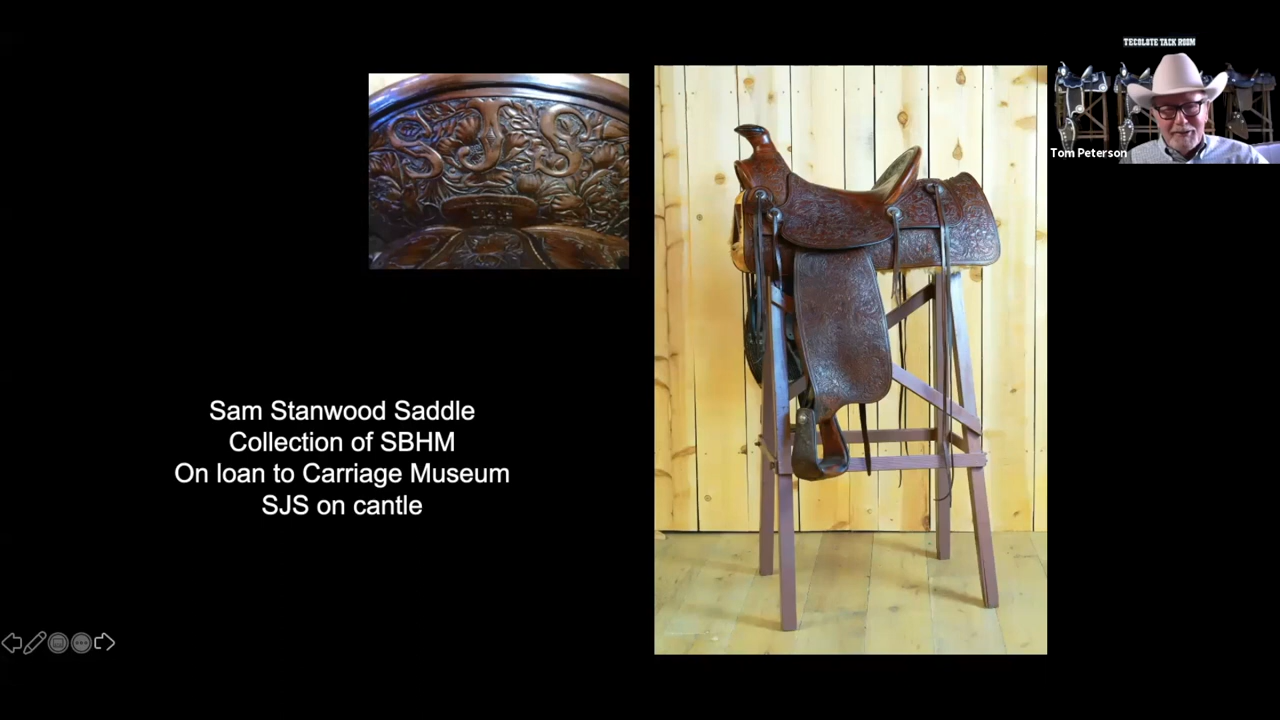 SJS
Sam Stanwood Saddle
Collection of SBHM
On loan to Carriage Museum
SJS on cantle
TECOLOTE TACK ROOM
Tom Peterson